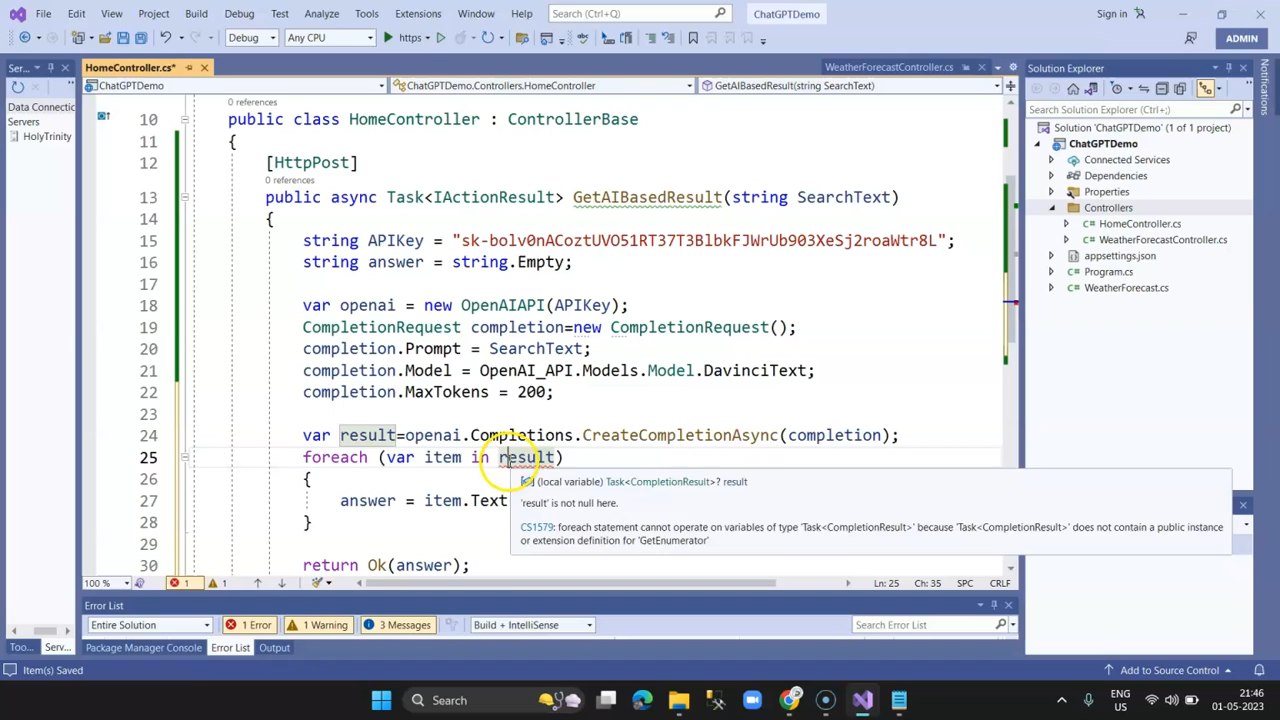 File Edit View Git Project Build Debug Test Analyze Tools Extensions Window Help Search (Ctrl+Q) ChatGPTDemo Sign in
Debug Any CPU https ADMIN
Ser...
HomeController.cs*
WeatherForecastController.cs
Solution Explorer
ChatGPTDemo
ChatGPTDemo.Controllers.HomeController
GetAIBasedResult(string SearchText)
Data Connectio
Servers
HolyTrinity
0 references
10 public class HomeController : ControllerBase
11 {
12 [HttpPost]
0 references
13 public async Task<IActionResult> GetAIBasedResult(string SearchText)
14 {
15 string APIKey = "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";
16 string answer = string.Empty;
17
18 var openai = new OpenAIAPI(APIKey);
19 CompletionRequest completion=new CompletionRequest();
20 completion.Prompt = SearchText;
21 completion.Model = OpenAI_API.Models.Model.DavinciText;
22 completion.MaxTokens = 200;
23
24 var result=openai.Completions.CreateCompletionAsync(completion);
25 foreach (var item in result)
26 {
27 answer = item.Text
28 }
29
30 return Ok(answer);
(local variable) Task<CompletionResult>? result
'result' is not null here.
CS1579: foreach statement cannot operate on variables of type 'Task<CompletionResult>' because 'Task<CompletionResult>' does not contain a public instance
or extension definition for 'GetEnumerator'
Search Solution Explorer (Ctrl+;)
Solution 'ChatGPTDemo' (1 of 1 project)
ChatGPTDemo
Connected Services
Dependencies
Properties
Controllers
HomeController.cs
WeatherForecastController.cs
appsettings.json
Program.cs
WeatherForecast.cs
Notifications
100 % 1 1 Ln: 25 Ch: 35 SPC CRLF
Error List
Entire Solution 1 Error 1 Warning 3 Messages Build + IntelliSense Search Error List
Too... Serv... Package Manager Console Error List Output
Item(s) Saved Add to Source Control
Search
ENG
US
21:46
01-05-2023